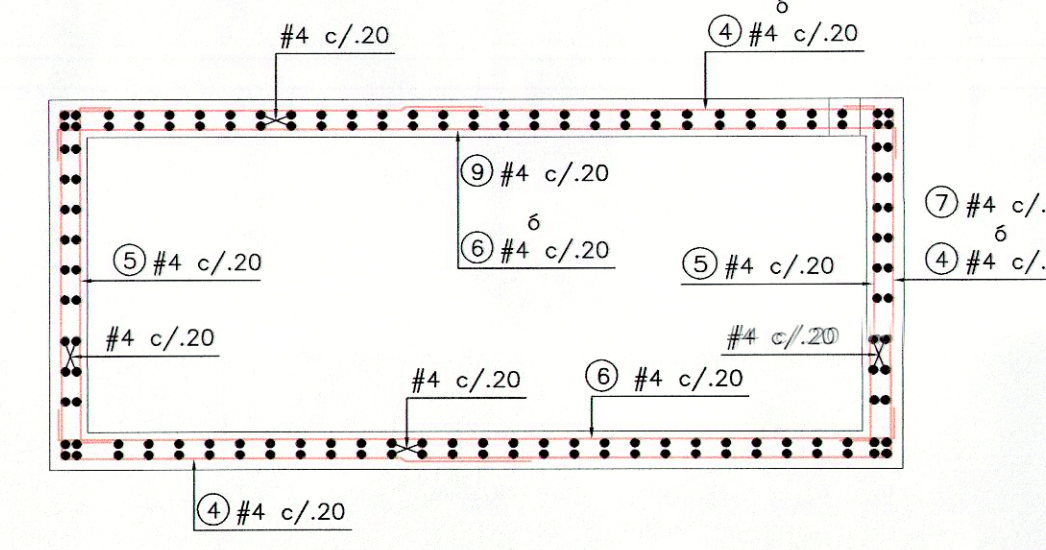 ó
#4 c/.20
④ #4 c/.20
⑨ #4 c/.20
⑦ #4 c/.
ó
ó
⑥ #4 c/.20
⑤ #4 c/.20
⑤ #4 c/.20
④ #4 c/.
#4 c/.20
#4 c/.20
#4 c/.20
⑥ #4 c/.20
④ #4 c/.20